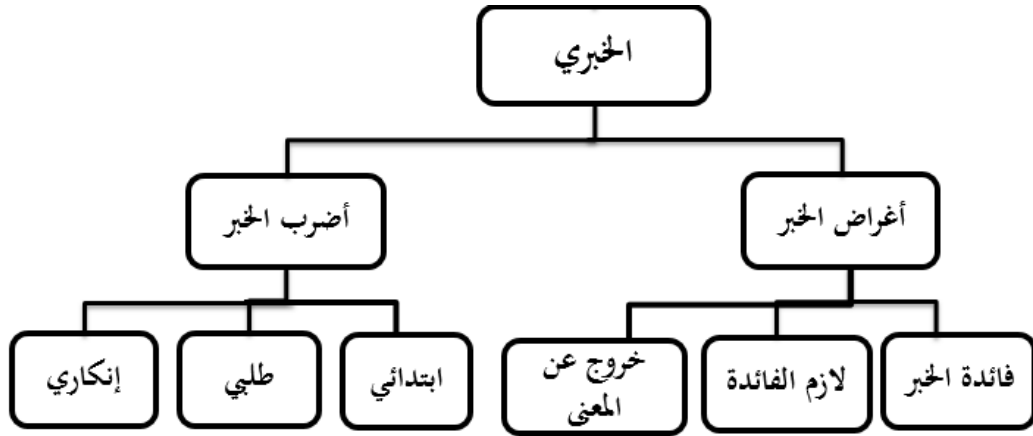 الخبري
أغراض الخبر
أضرب الخبر
فائدة الخبر
لازم الفائدة
خروج عن
المعنى
ابتدائي
طلبي
إنكاري